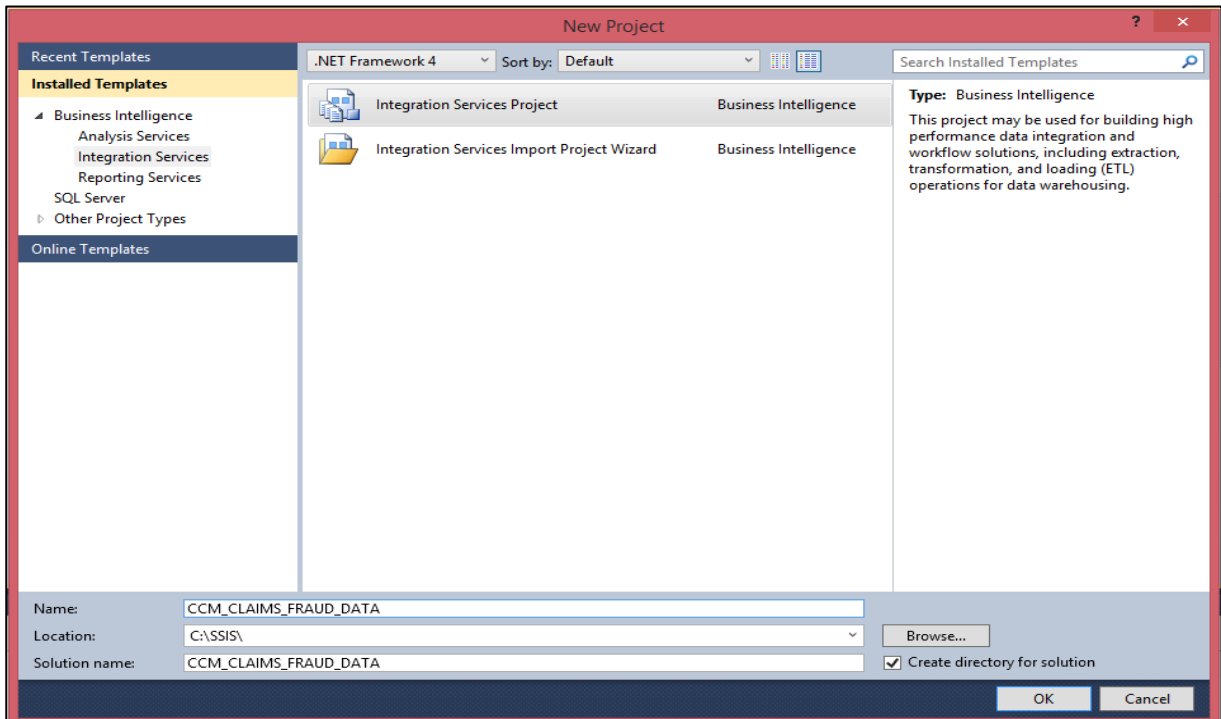 New Project
?
Recent Templates
Installed Templates
Business Intelligence
Analysis Services
Integration Services
Reporting Services
SQL Server
Other Project Types
Online Templates
.NET Framework 4 Sort by: Default
Integration Services Project Business Intelligence
Integration Services Import Project Wizard Business Intelligence
Search Installed Templates
Type: Business Intelligence
This project may be used for building high
performance data integration and
workflow solutions, including extraction,
transformation, and loading (ETL)
operations for data warehousing.
Name: CCM_CLAIMS_FRAUD_DATA
Location: C:\SSIS\ Browse...
Solution name: CCM_CLAIMS_FRAUD_DATA Create directory for solution
OK Cancel